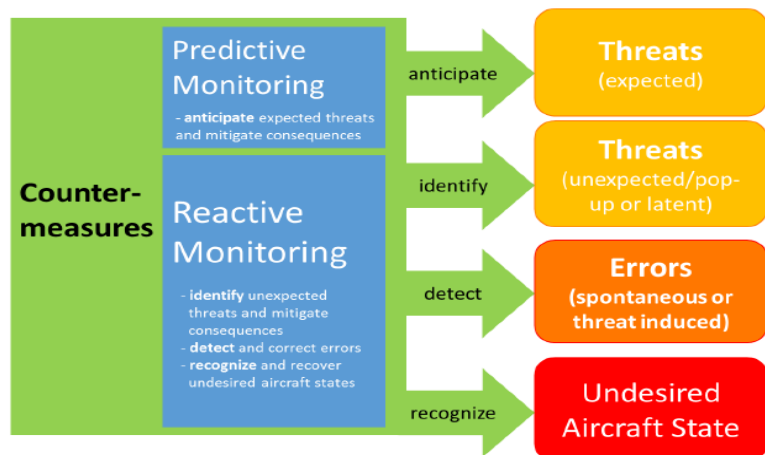 Counter-
measures
Predictive
Monitoring
- anticipate expected threats
and mitigate consequences
Reactive
Monitoring
- identify unexpected
threats and mitigate
consequences
- detect and correct errors
- recognize and recover
undesired aircraft states
anticipate
Threats
(expected)
identify
Threats
(unexpected/pop-
up or latent)
detect
Errors
(spontaneous or
threat induced)
recognize
Undesired
Aircraft State